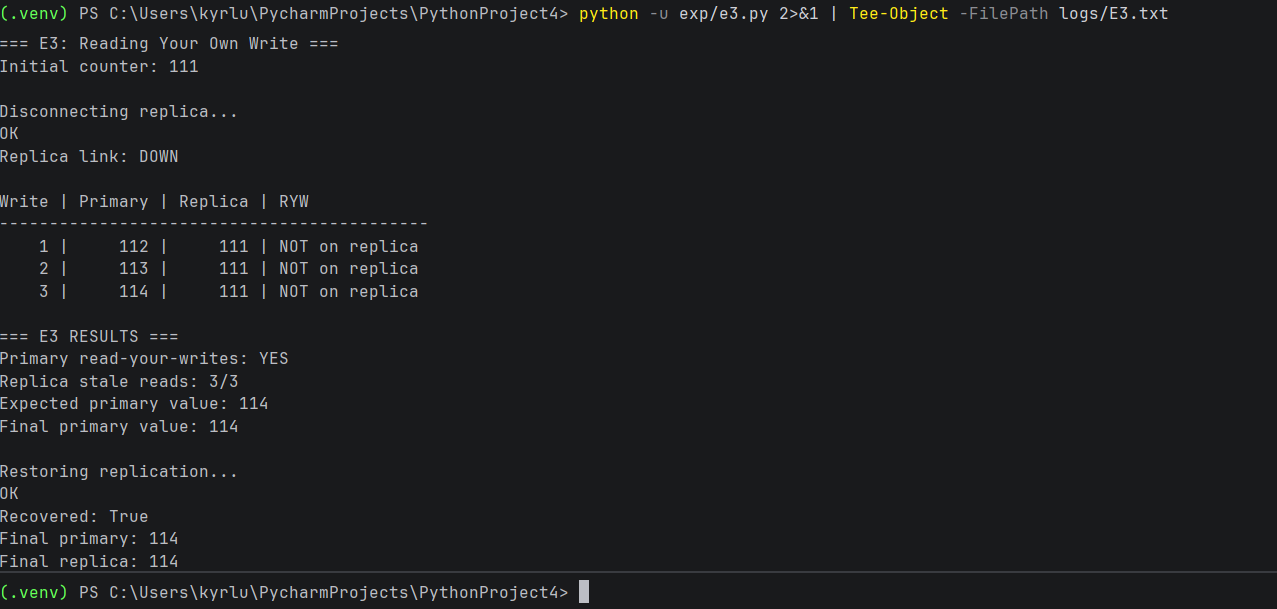 (.venv) PS C:\Users\kyrlu\PycharmProjects\PythonProject4> python -u exp/e3.py 2>&1 | Tee-Object -FilePath logs/E3.txt
=== E3: Reading Your Own Write ===
Initial counter: 111
Disconnecting replica...
OK
Replica link: DOWN
Write | Primary | Replica | RYW
-------------------------------------------
    1 |     112 |     111 | NOT on replica
    2 |     113 |     111 | NOT on replica
    3 |     114 |     111 | NOT on replica
=== E3 RESULTS ===
Primary read-your-writes: YES
Replica stale reads: 3/3
Expected primary value: 114
Final primary value: 114
Restoring replication...
OK
Recovered: True
Final primary: 114
Final replica: 114
(.venv) PS C:\Users\kyrlu\PycharmProjects\PythonProject4>